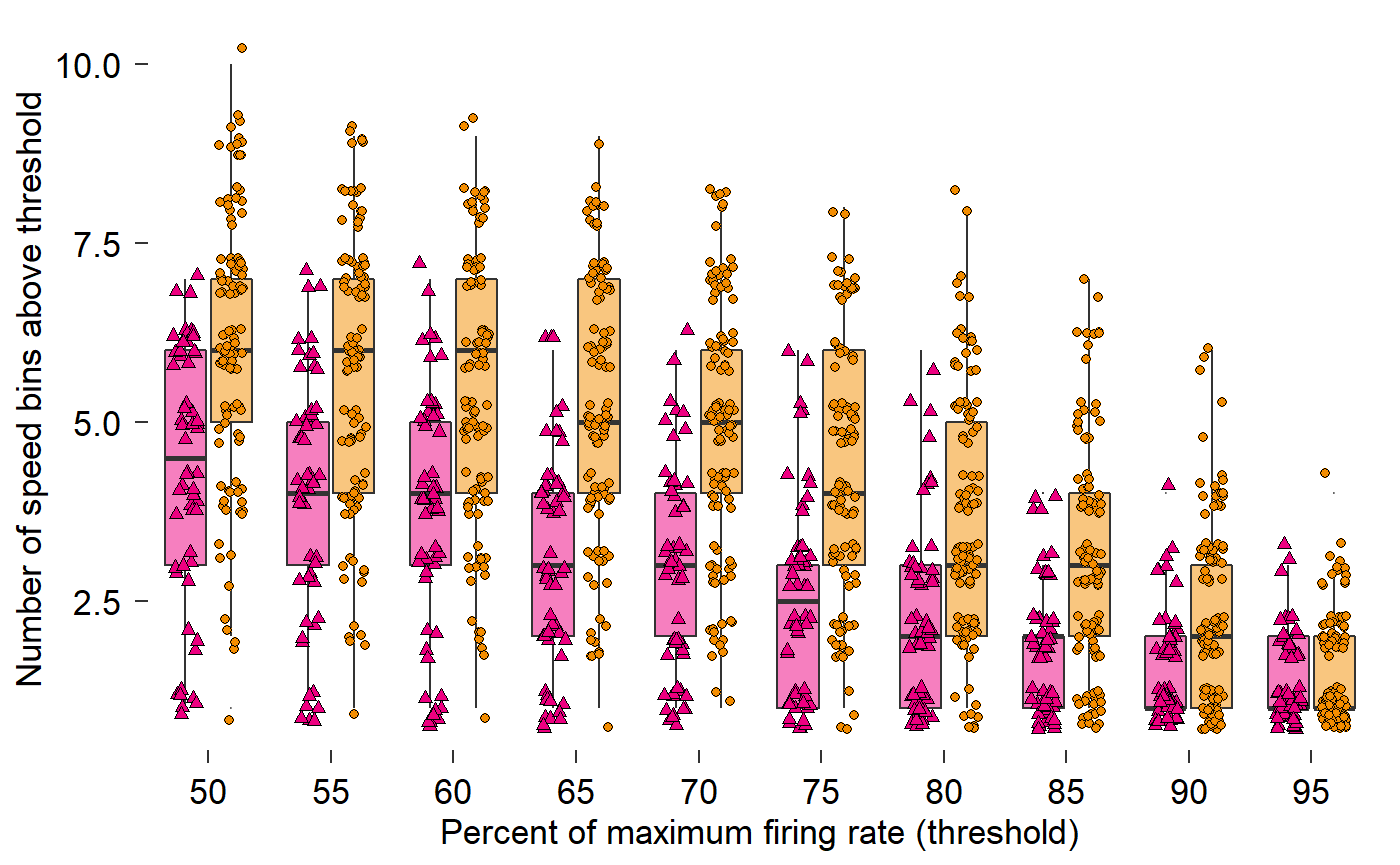 Number of speed bins above threshold
10.0
7.5
5.0
2.5
50 55 60 65 70 75 80 85 90 95
Percent of maximum firing rate (threshold)